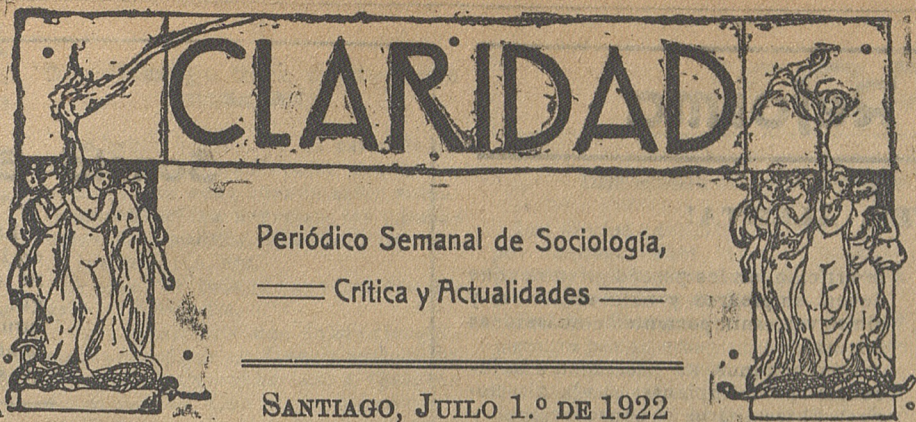 CLARIDAD
Periódico Semanal de Sociología,
Crítica y Actualidades
SANTIAGO, JUILO 1.º DE 1922